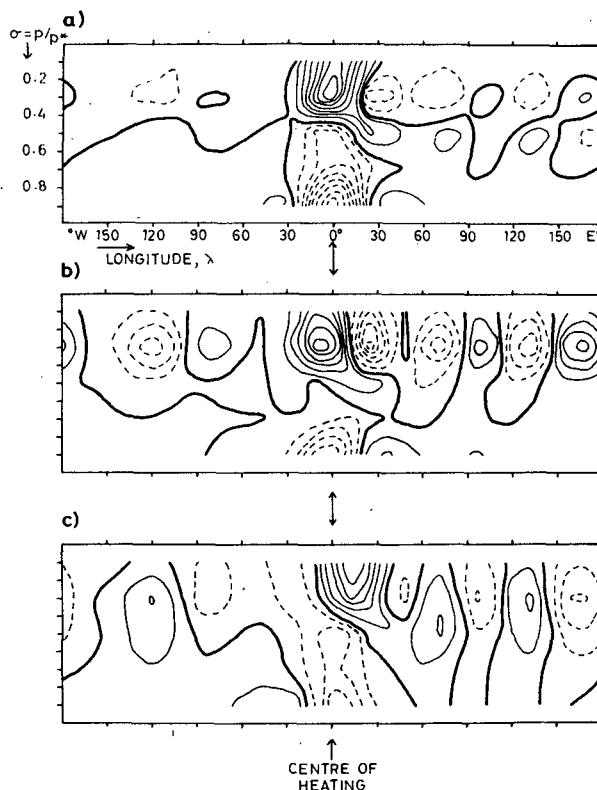 a)
σ=p/p*
0·2
0·4
0·6
0·8
°W 150 120 90 60 30 0° 30 60 90 120 150 E°
LONGITUDE, λ
b)
c)
CENTRE OF
HEATING